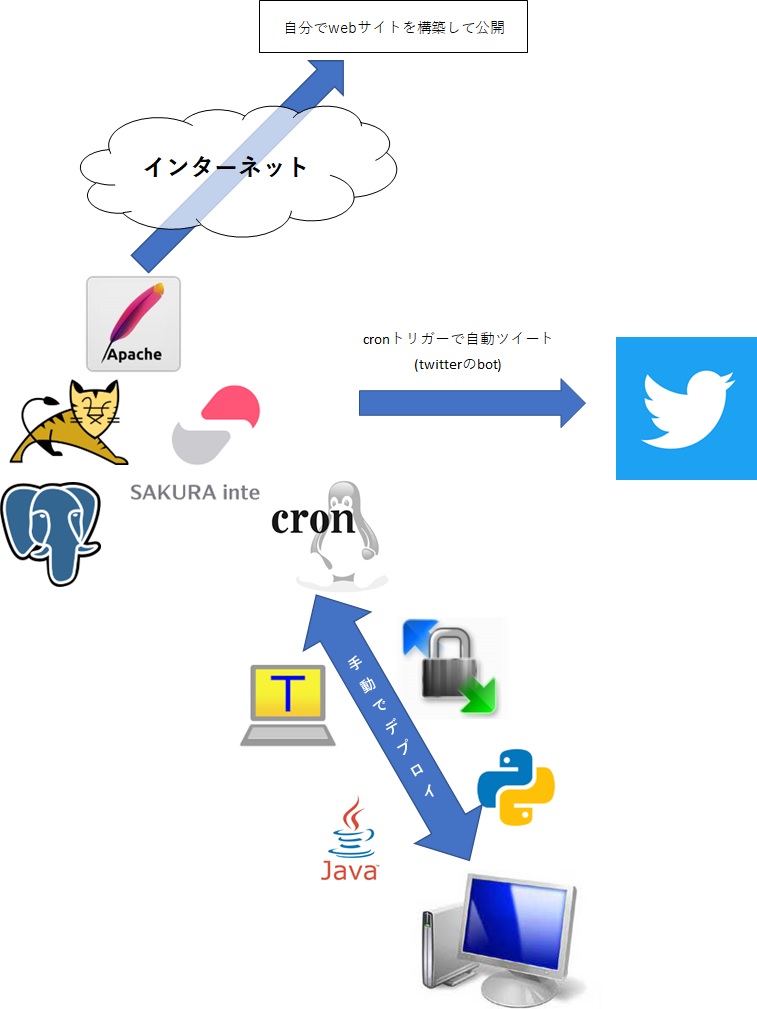 自分でwebサイトを構築して公開
インターネット
Apache
cronトリガーで自動ツイート
(twitterのbot)
SAKURA inte
cron
T
手動でデプロイ
Java